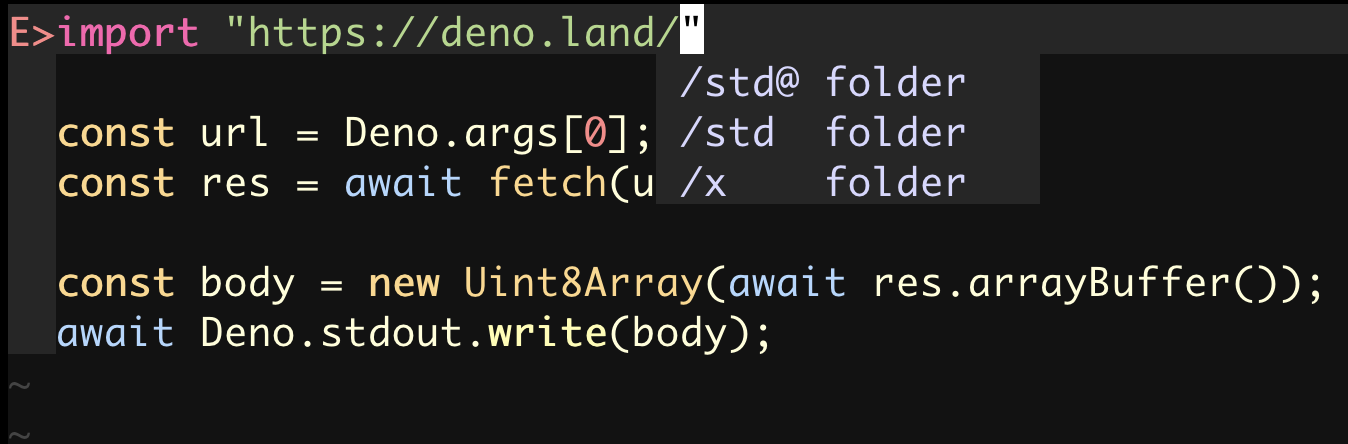 E>import "https://deno.land/"
/std@ folder
const url = Deno.args[0]; /std folder
const res = await fetch(u /x folder
const body = new Uint8Array(await res.arrayBuffer());
await Deno.stdout.write(body);
~
~